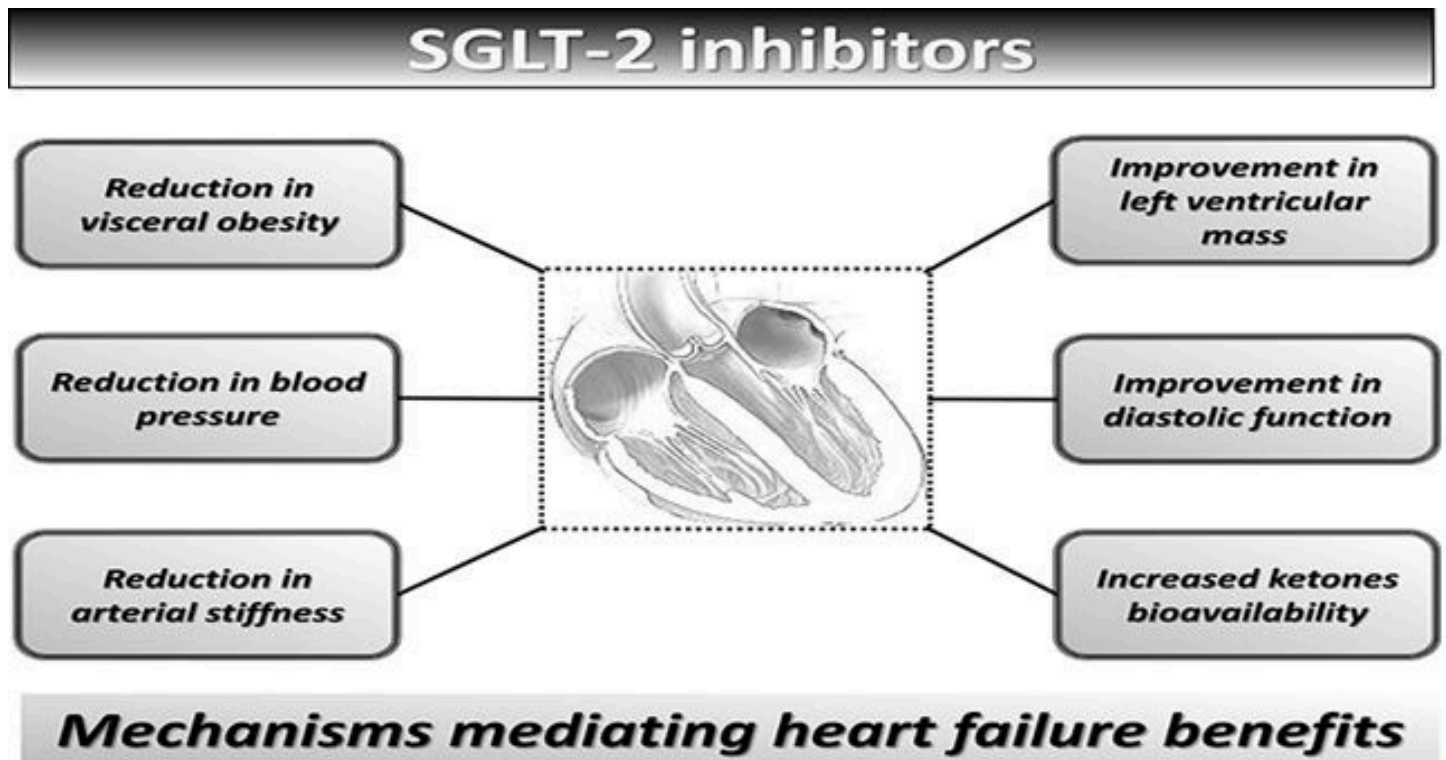 SGLT-2 inhibitors
Reduction in
visceral obesity
Reduction in blood
pressure
Reduction in
arterial stiffness
Improvement in
left ventricular
mass
Improvement in
diastolic function
Increased ketones
bioavailability
Mechanisms mediating heart failure benefits